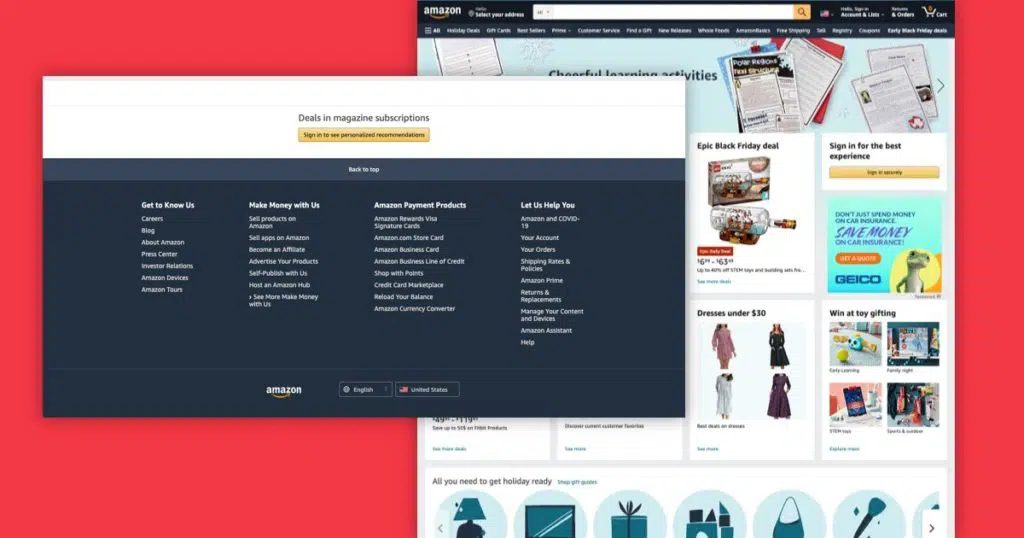 amazon
Hello
Select your address
All
Hello, Sign in
Account & Lists
Returns
& Orders
Cart
All
Holiday Deals
Gift Cards
Best Sellers
Prime
Customer Service
Find a Gift
New Releases
Whole Foods
AmazonBasics
Free Shipping
Sell
Registry
Coupons
Early Black Friday deals
Cheerful learning activities
Polar Regions
Text Structure
Deals in magazine subscriptions
Sign in to see personalized recommendations
Back to top
Get to Know Us
Careers
Blog
About Amazon
Press Center
Investor Relations
Amazon Devices
Amazon Tours
Make Money with Us
Sell products on
Amazon
Sell apps on Amazon
Become an Affiliate
Advertise Your Products
Self-Publish with Us
Host an Amazon Hub
› See More Make Money
with Us
Amazon Payment Products
Amazon Rewards Visa
Signature Cards
Amazon.com Store Card
Amazon Business Card
Amazon Business Line of Credit
Shop with Points
Credit Card Marketplace
Reload Your Balance
Amazon Currency Converter
Let Us Help You
Amazon and COVID-
19
Your Account
Your Orders
Shipping Rates &
Policies
Amazon Prime
Returns &
Replacements
Manage Your Content
and Devices
Amazon Assistant
Help
amazon
English
United States
Epic Black Friday deal
Epic Daily Deal
$6⁹⁹ - $63⁹⁹
Up to 40% off STEM toys and building sets fro...
See more deals
Sign in for the best
experience
Sign in securely
DON'T JUST SPEND MONEY
ON CAR INSURANCE!
SAVE MONEY
ON CAR INSURANCE!
GET A QUOTE
GEICO
Sponsored
Dresses under $30
Best deals on dresses
See more
Win at toy gifting
Early Learning
Family night
STEM toys
Sports & outdoor
Explore more
Save up to 55$ on Fitbit Products
See more deals
Discover current customer favorites
See more
All you need to get holiday ready
Shop gift guides